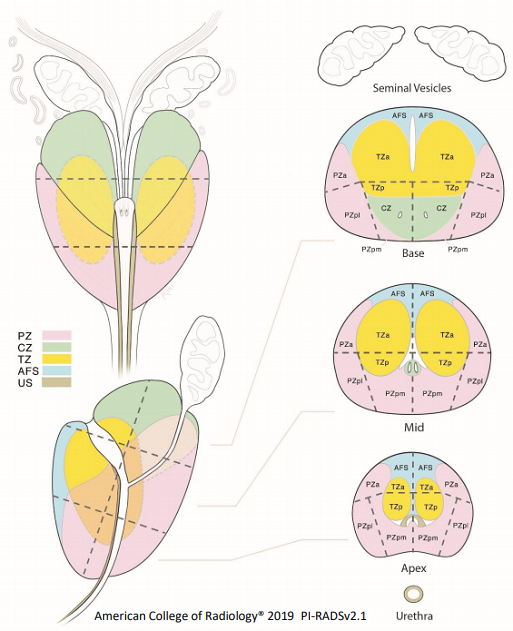 Seminal Vesicles
AFS AFS
TZa TZa
PZa PZa
TZp TZp
CZ CZ
PZpl PZpl
PZpm PZpm
Base
PZ
CZ
TZ
AFS
US
AFS AFS
TZa TZa
PZa PZa
TZp TZp
PZpl PZpl
PZpm PZpm
Mid
AFS AFS
PZa TZa TZa PZa
TZp TZp
PZpl PZpl
PZpm PZpm
Apex
American College of Radiology® 2019 PI-RADSv2.1
Urethra